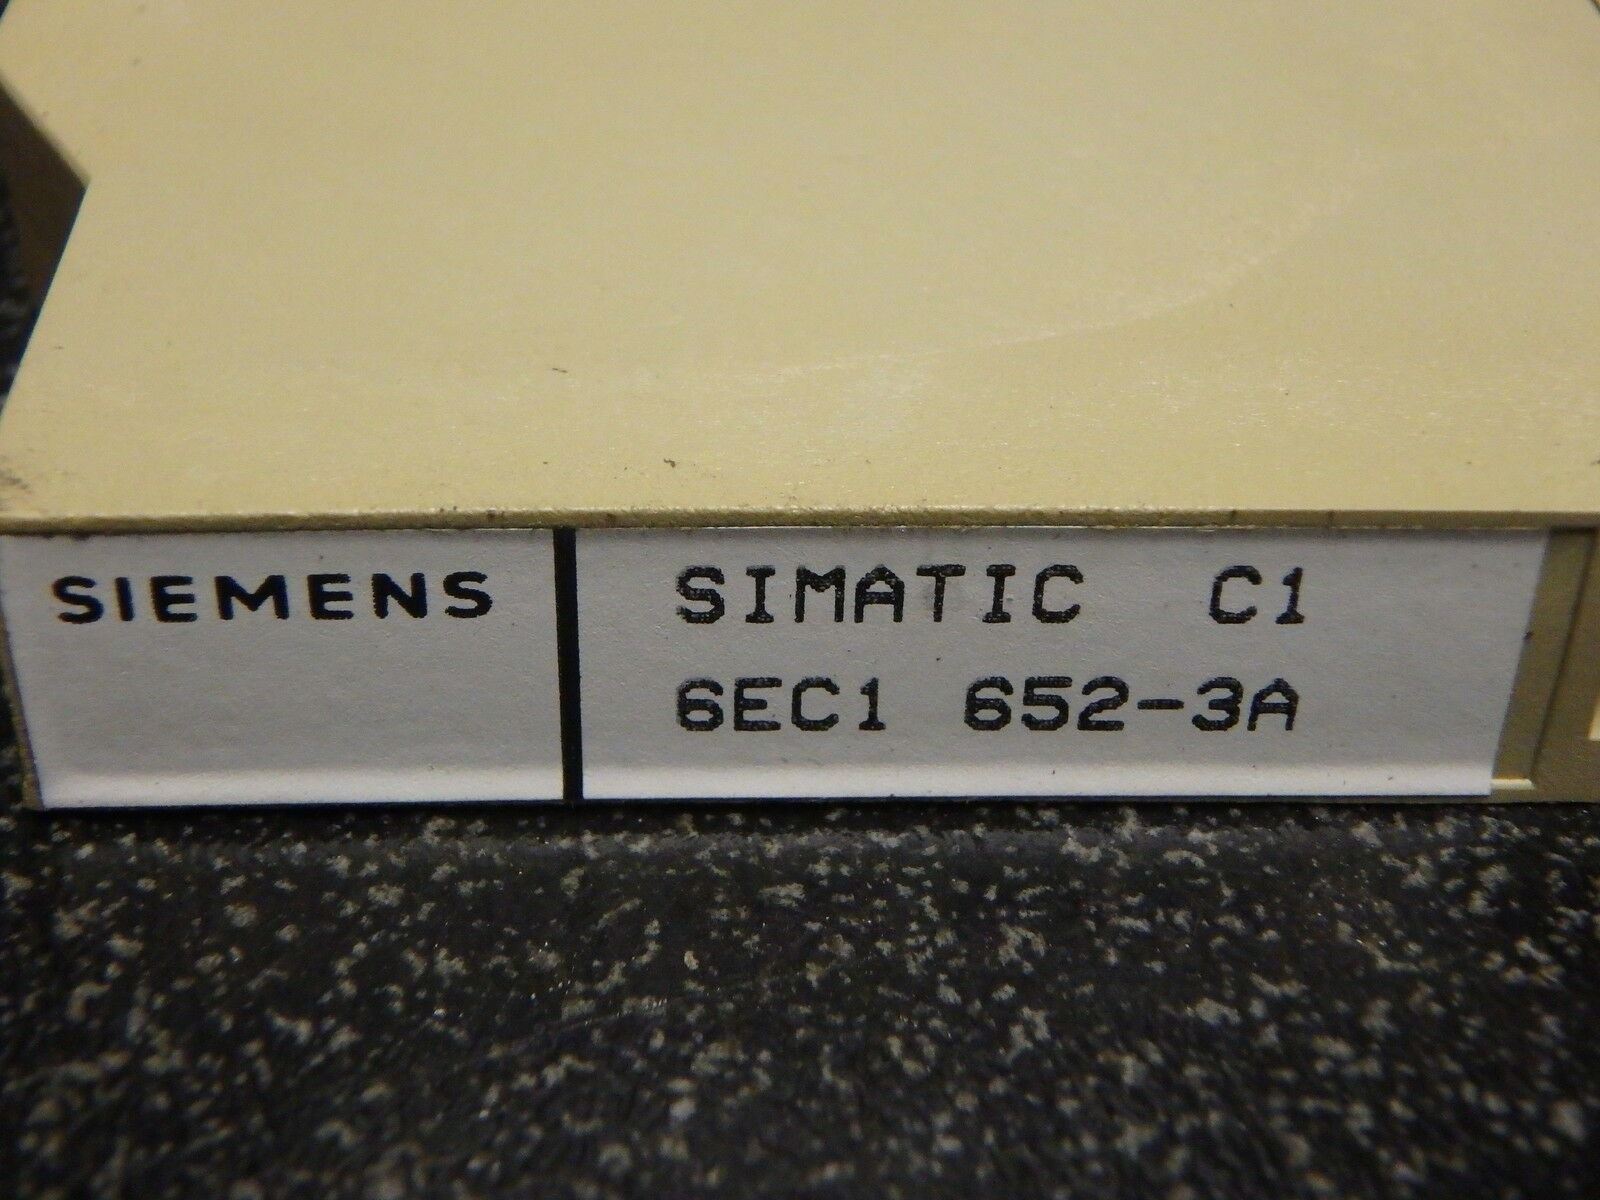 SIEMENS
SIMATIC C1
6EC1 652-3A